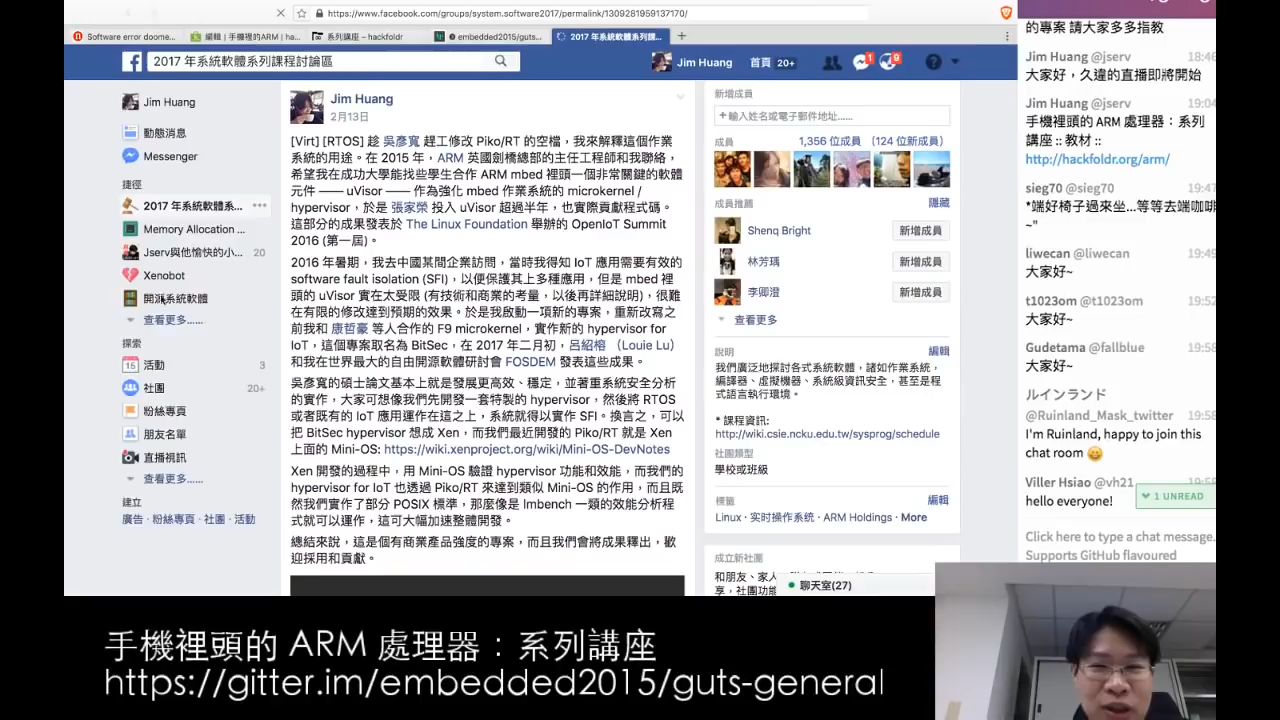 https://www.facebook.com/groups/system.software2017/permalink/1309281959137170/
Software error doome...
編輯 | 手機裡的ARM | ha...
系列講座 – hackfoldr
embedded2015/guts...
2017 年系統軟體系列課...
2017 年系統軟體系列課程討論區
Jim Huang
首頁 20+
1
9
Jim Huang
動態消息
Messenger
捷徑
2017 年系統軟體系...
Memory Allocation ...
Jserv與他愉快的小... 20
Xenobot
查看更多......
探索
活動 3
社團 20+
粉絲專頁
朋友名單
直播視訊
查看更多......
建立
廣告 · 粉絲專頁 · 社團 · 活動
Jim Huang
2月13日
[Virt] [RTOS] 趁 吳彥寬 趕工修改 Piko/RT 的空檔，我來解釋這個作業
系統的用途。在 2015 年，ARM 英國劍橋總部的主任工程師和我聯絡，
希望我在成功大學能找些學生合作 ARM mbed 裡頭一個非常關鍵的軟體
元件 —— uVisor —— 作為強化 mbed 作業系統的 microkernel /
hypervisor，於是 張家榮 投入 uVisor 超過半年，也實際貢獻程式碼。
這部分的成果發表於 The Linux Foundation 舉辦的 OpenIoT Summit
2016 (第一屆)。
2016 年暑期，我去中國某間企業訪問，當時我得知 IoT 應用需要有效的
software fault isolation (SFI)，以便保護其上多種應用，但是 mbed 裡
頭的 uVisor 實在太受限 (有技術和商業的考量，以後再詳細說明)，很難
在有限的修改達到預期的效果。於是我啟動一項新的專案，重新改寫之
前我和 康哲豪 等人合作的 F9 microkernel，實作新的 hypervisor for
IoT，這個專案取名為 BitSec，在 2017 年二月初，呂紹榕 （Louie Lu）
和我在世界最大的自由開源軟體研討會 FOSDEM 發表這些成果。
吳彥寬的碩士論文基本上就是發展更高效、穩定，並著重系統安全分析
的實作，大家可想像我們先開發一套特製的 hypervisor，然後將 RTOS
或者既有的 IoT 應用運作在這之上，系統就得以實作 SFI。換言之，可以
把 BitSec hypervisor 想成 Xen，而我們最近開發的 Piko/RT 就是 Xen
上面的 Mini-OS: https://wiki.xenproject.org/wiki/Mini-OS-DevNotes
Xen 開發的過程中，用 Mini-OS 驗證 hypervisor 功能和效能，而我們的
hypervisor for IoT 也透過 Piko/RT 來達到類似 Mini-OS 的作用，而且既
然我們實作了部分 POSIX 標準，那麼像是 lmbench 一類的效能分析程
式就可以運作，這可大幅加速整體開發。
總結來說，這是個有商業產品強度的專案，而且我們會將成果釋出，歡
迎採用和貢獻。
新增成員
+ 輸入姓名或電子郵件地址......
成員 1,356 位成員 （124 位新成員）
成員推薦 隱藏
Shenq Bright 新增成員
林芳瑀 新增成員
李卿澄 新增成員
查看更多
說明 編輯
我們廣泛地探討各式系統軟體，諸如作業系統，
編譯器、虛擬機器、系統級資訊安全，甚至是程
式語言執行環境。
* 課程資訊:
http://wiki.csie.ncku.edu.tw/sysprog/schedule
社團類型
學校或班級
標籤 編輯
Linux · 实时操作系统 · ARM Holdings · More
成立新社團
和朋友、家人
享，社團功能
聊天室(27)
的專案 請大家多多指教
Jim Huang @jserv 18:46
大家好，久違的直播即將開始
Jim Huang @jserv 19:04
手機裡頭的 ARM 處理器：系列
講座 :: 教材 ::
http://hackfoldr.org/arm/
sieg70 @sieg70 19:47
*端好椅子過來坐...等等去端咖啡
~"
liwecan @liwecan 19:49
大家好~
t1023om @t1023om 19:52
大家好~
Gudetama @fallblue 19:58
大家好~
ルインランド
@Ruinland_Mask_twitter 19:58
I'm Ruinland, happy to join this
chat room
Viller Hsiao @vh21 19:58
hello everyone!
1 UNREAD
Click here to type a chat message.
Supports GitHub flavoured
手機裡頭的 ARM 處理器：系列講座
https://gitter.im/embedded2015/guts-general